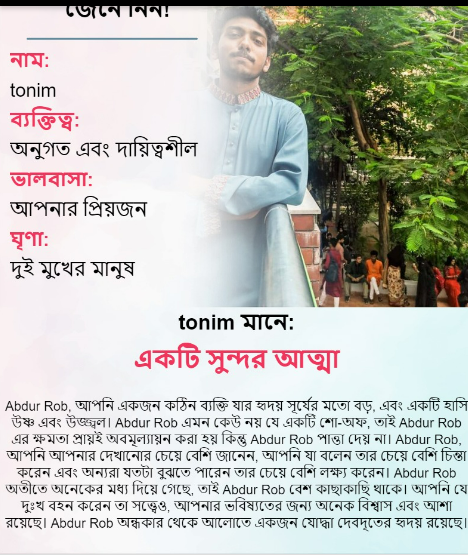 জেনে নিন!
নাম:
tonim
ব্যক্তিত্ব:
অনুগত এবং দায়িত্বশীল
ভালবাসা:
আপনার প্রিয়জন
ঘৃণা:
দুই মুখের মানুষ
tonim মানে:
একটি সুন্দর আত্মা
Abdur Rob, আপনি একজন কঠিন ব্যক্তি যার হৃদয় সূর্যের মতো বড়, এবং একটি হাসি
উষ্ণ এবং উজ্জ্বল। Abdur Rob এমন কেউ নয় যে একটি শো-অফ, তাই Abdur Rob
এর ক্ষমতা প্রায়ই অবমূল্যায়ন করা হয় কিন্তু Abdur Rob পাত্তা দেয় না। Abdur Rob,
আপনি আপনার দেখানোর চেয়ে বেশি জানেন, আপনি যা বলেন তার চেয়ে বেশি চিন্তা
করেন এবং অন্যরা যতটা বুঝতে পারেন তার চেয়ে বেশি লক্ষ্য করেন। Abdur Rob
অতীতে অনেকের মধ্য দিয়ে গেছে, তাই Abdur Rob বেশ কাছাকাছি থাকে। আপনি যে
দুঃখ বহন করেন তা সত্ত্বেও, আপনার ভবিষ্যতের জন্য অনেক বিশ্বাস এবং আশা
রয়েছে। Abdur Rob অন্ধকার থেকে আলোতে একজন যোদ্ধা দেবদূতের হৃদয় রয়েছে।